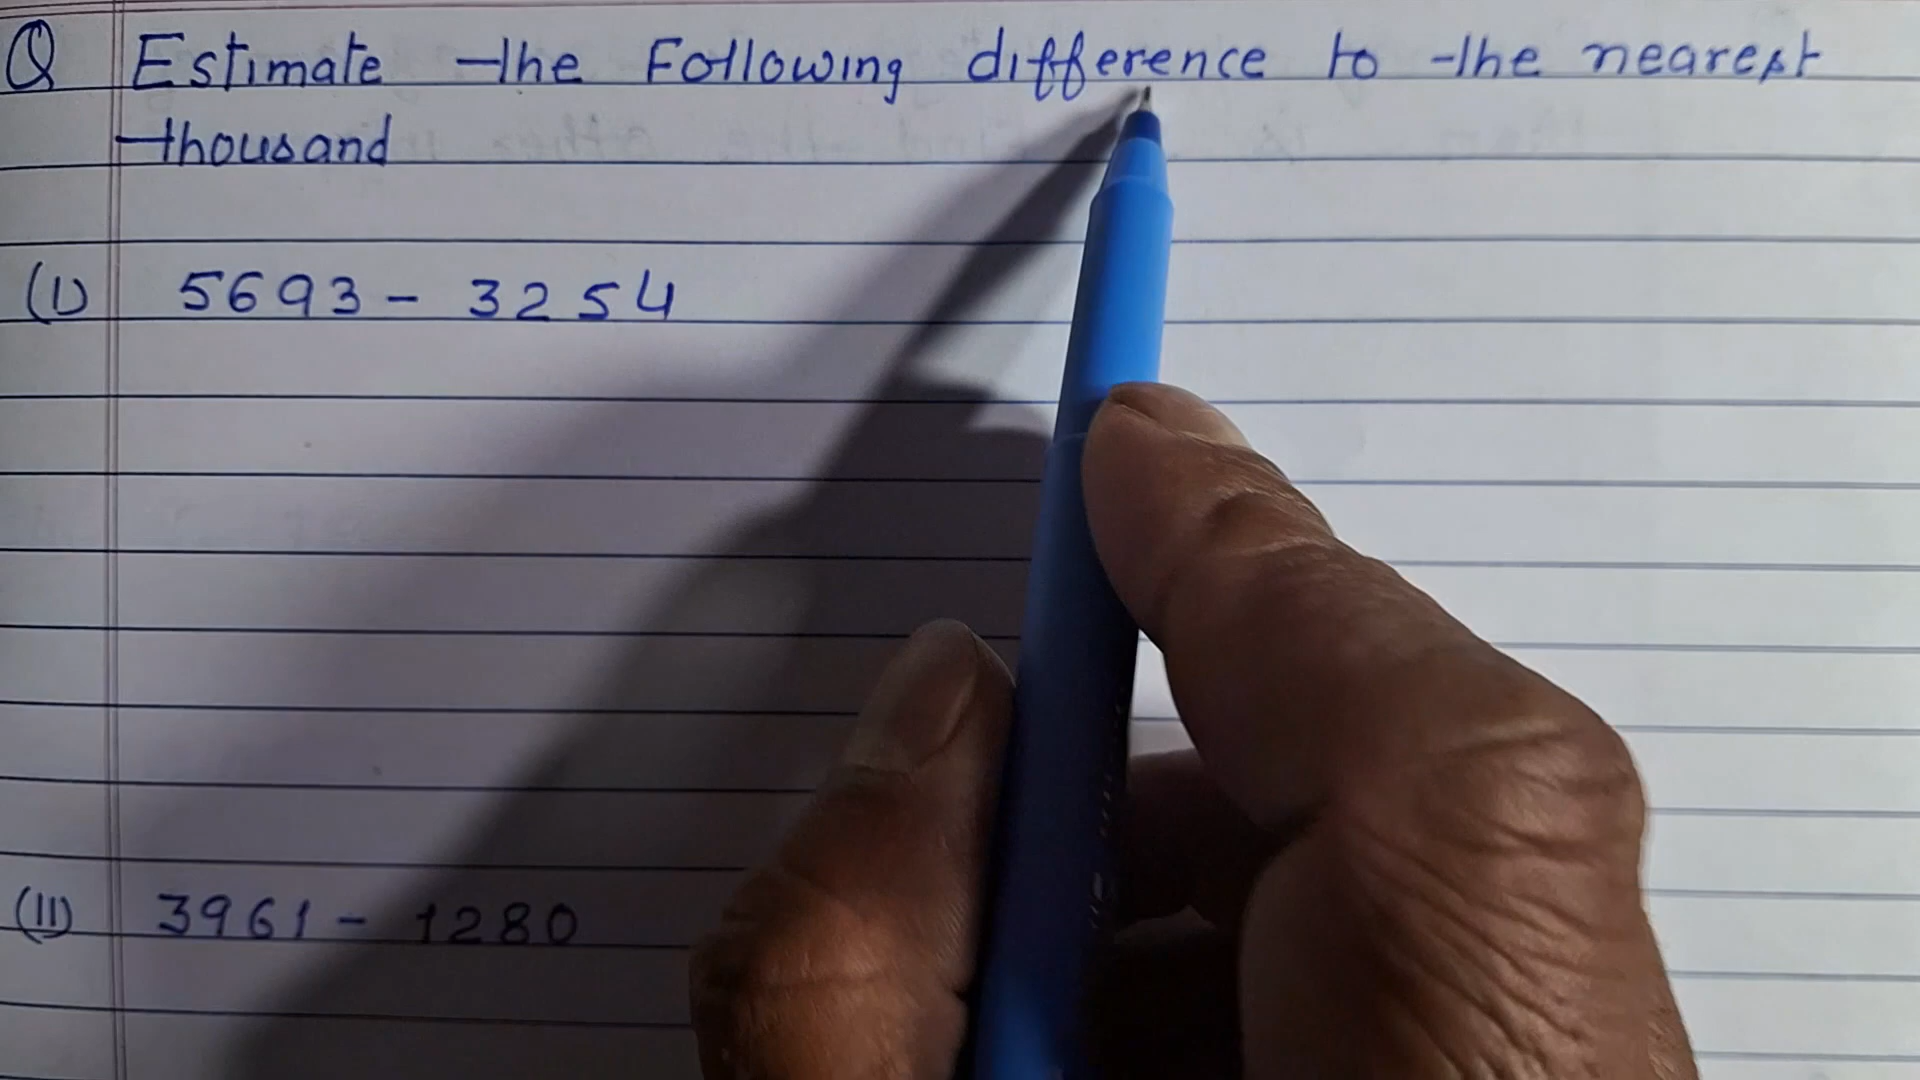 Q Estimate the Following difference to the nearest
thousand
(I) 5693 - 3254
(II) 3961 - 1280